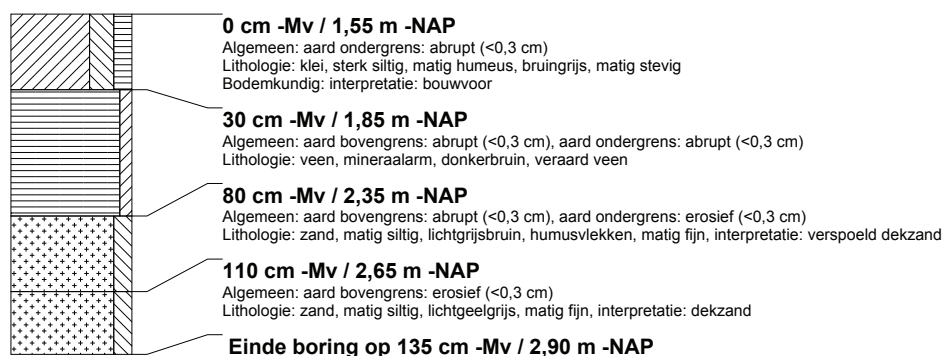 0 cm -Mv / 1,55 m -NAP
Algemeen: aard ondergrens: abrupt (<0,3 cm)
Lithologie: klei, sterk siltig, matig humeus, bruingrijs, matig stevig
Bodemkundig: interpretatie: bouwvoor
30 cm -Mv / 1,85 m -NAP
Algemeen: aard bovengrens: abrupt (<0,3 cm), aard ondergrens: abrupt (<0,3 cm)
Lithologie: veen, mineraalarm, donkerbruin, veraard veen
80 cm -Mv / 2,35 m -NAP
Algemeen: aard bovengrens: abrupt (<0,3 cm), aard ondergrens: erosief (<0,3 cm)
Lithologie: zand, matig siltig, lichtgrijsbruin, humusvlekken, matig fijn, interpretatie: verspoeld dekzand
110 cm -Mv / 2,65 m -NAP
Algemeen: aard bovengrens: erosief (<0,3 cm)
Lithologie: zand, matig siltig, lichtgeelgrijs, matig fijn, interpretatie: dekzand
Einde boring op 135 cm -Mv / 2,90 m -NAP